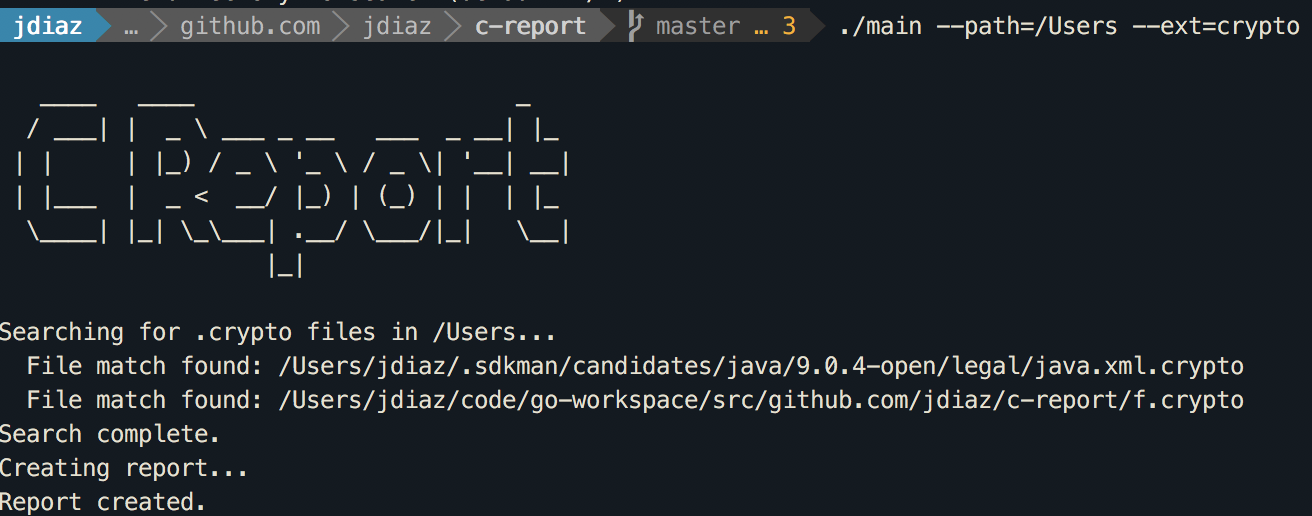 jdiaz … github.com jdiaz c-report master … 3 ./main --path=/Users --ext=crypto
  ____   ____                       _
 / ___| |  _ \ ___ _ __   ___  _ __| |_
| |     | |_) / _ \ '_ \ / _ \| '__| __|
| |___  |  _ <  __/ |_) | (_) | |  | |_
 \____| |_| \_\___| .__/ \___/|_|   \__|
                  |_|
Searching for .crypto files in /Users...
  File match found: /Users/jdiaz/.sdkman/candidates/java/9.0.4-open/legal/java.xml.crypto
  File match found: /Users/jdiaz/code/go-workspace/src/github.com/jdiaz/c-report/f.crypto
Search complete.
Creating report...
Report created.